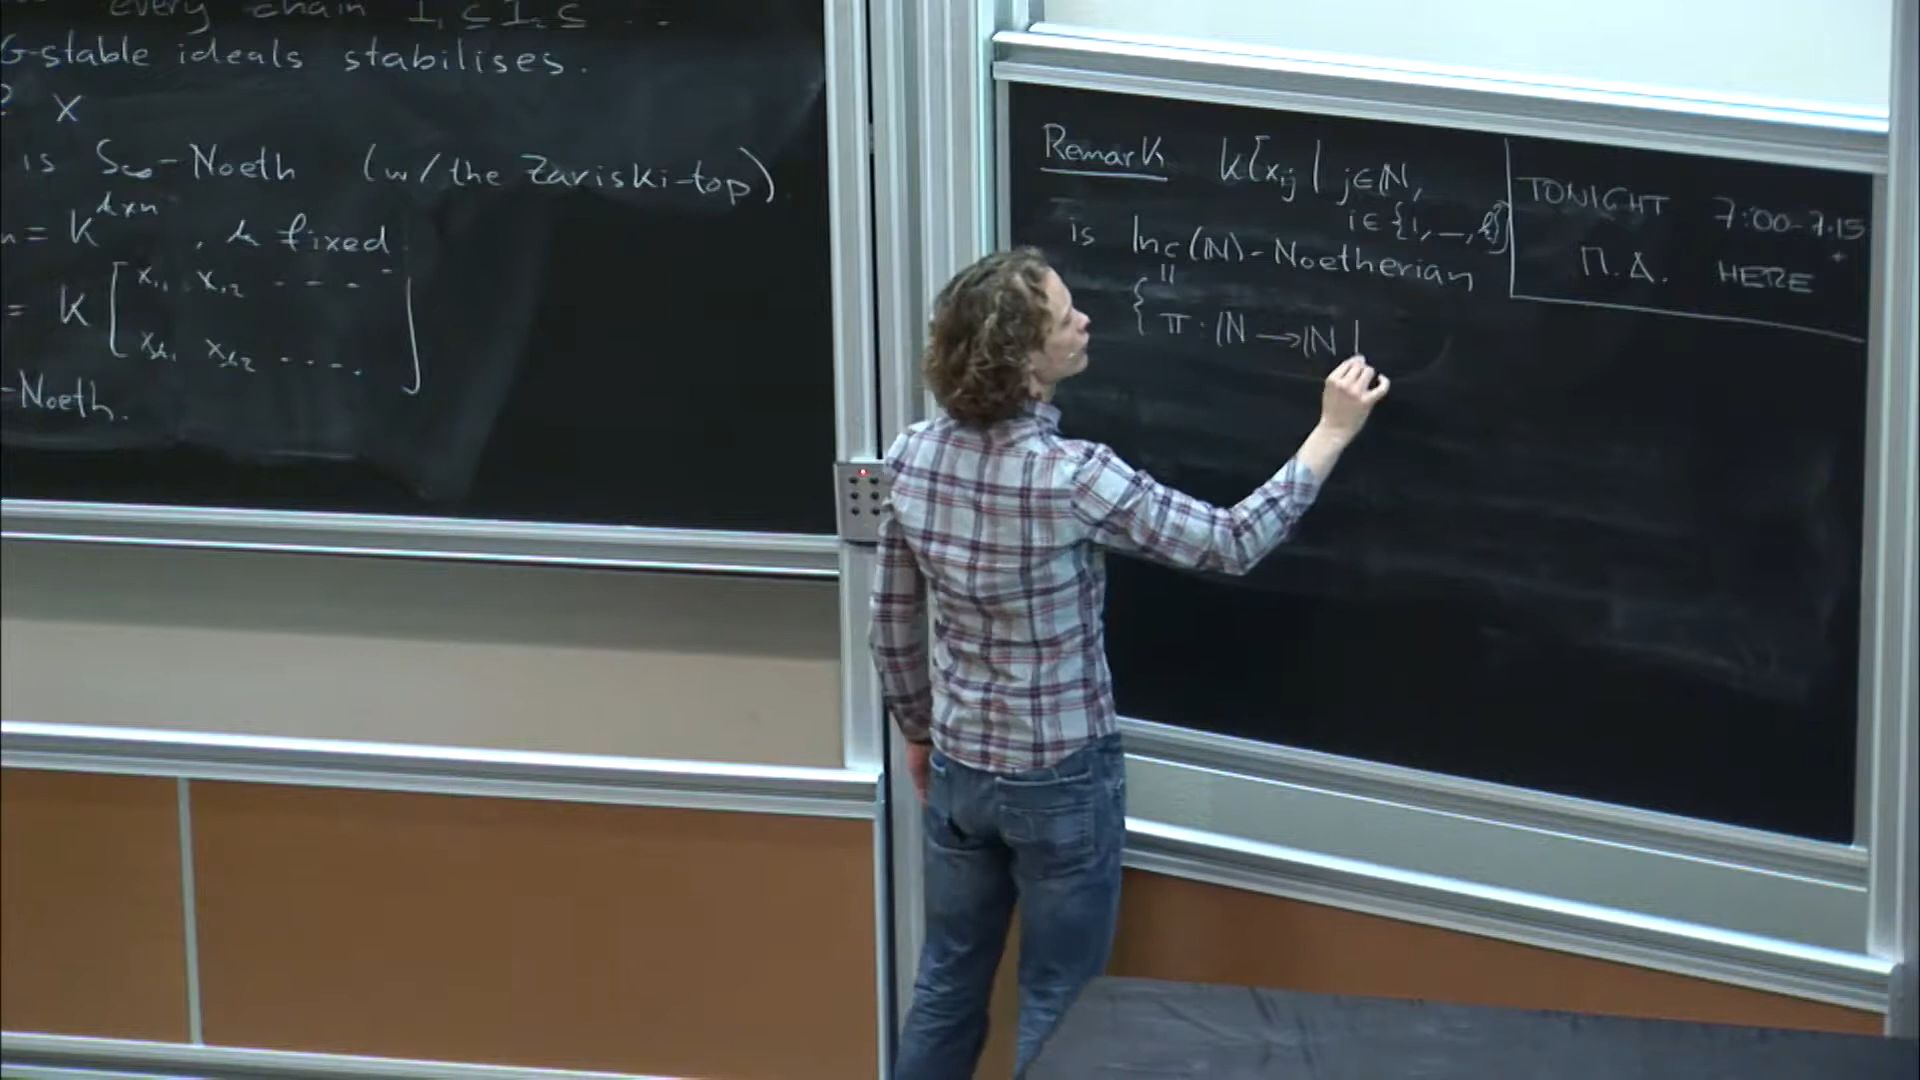 every chain I₁ ⊆ I₂ ⊆ ...
G-stable ideals stabilises.
? X
is S∞-Noeth (w/ the Zariski-top).
= K^{k×n}, k fixed.
= K [ x₁₁ x₁₂ - - - -
x_{k1} x_{k2} - - - - . ]
-Noeth.
Remark k[x_{ij} | j∈ℕ,
i∈{1,—,k}]
is Inc(ℕ)-Noetherian
||
{ π: ℕ → ℕ |
TONIGHT 7:00-7.15
Π.Δ. HERE